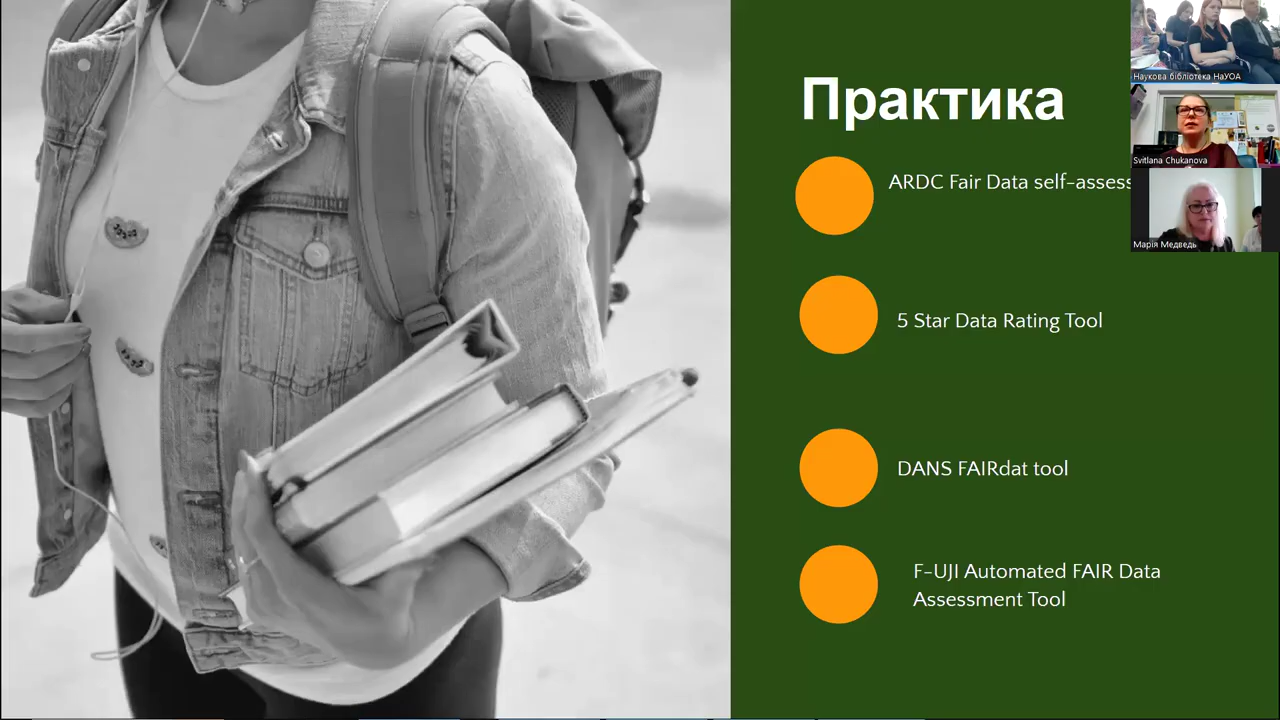 Практика
ARDC Fair Data self-assess
5 Star Data Rating Tool
DANS FAIRdat tool
F-UJI Automated FAIR Data
Assessment Tool
Наукова бібліотека НаУОА
Svitlana Chukanova
Марія Медведь